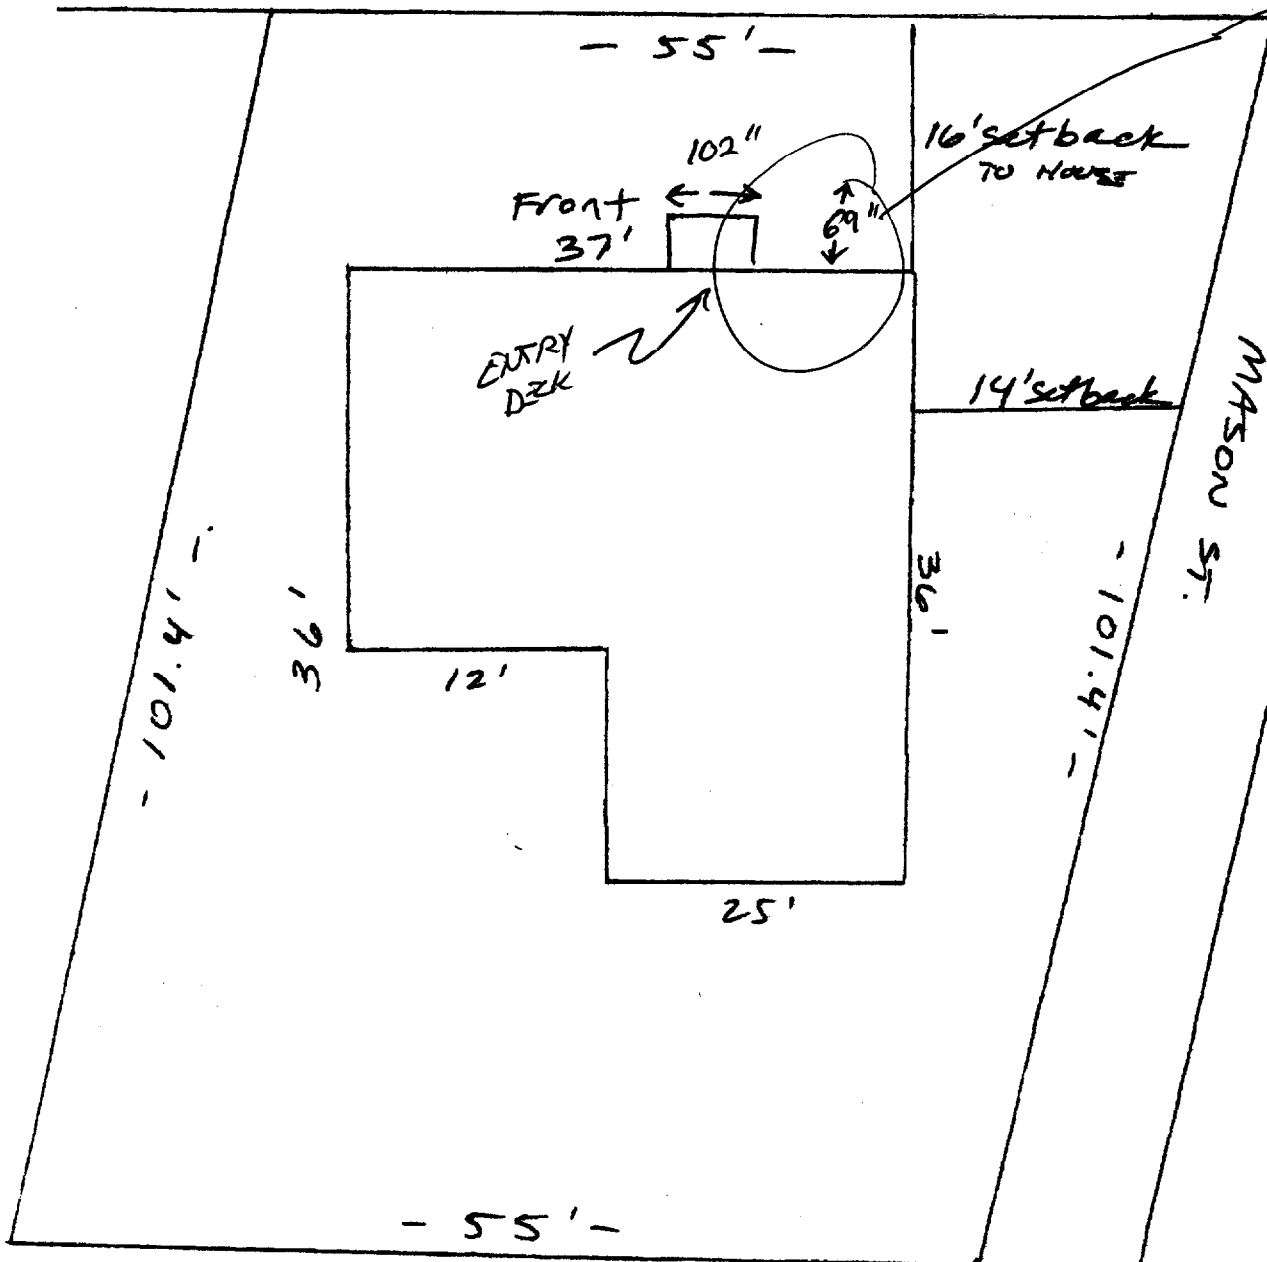 - 55' -
102"
16' setback
TO HOUSE
Front
37'
69"
ENTRY
DECK
14' setback
MASON ST.
36'
- 101.4' -
36'
- 101.4' -
12'
25'
- 55' -